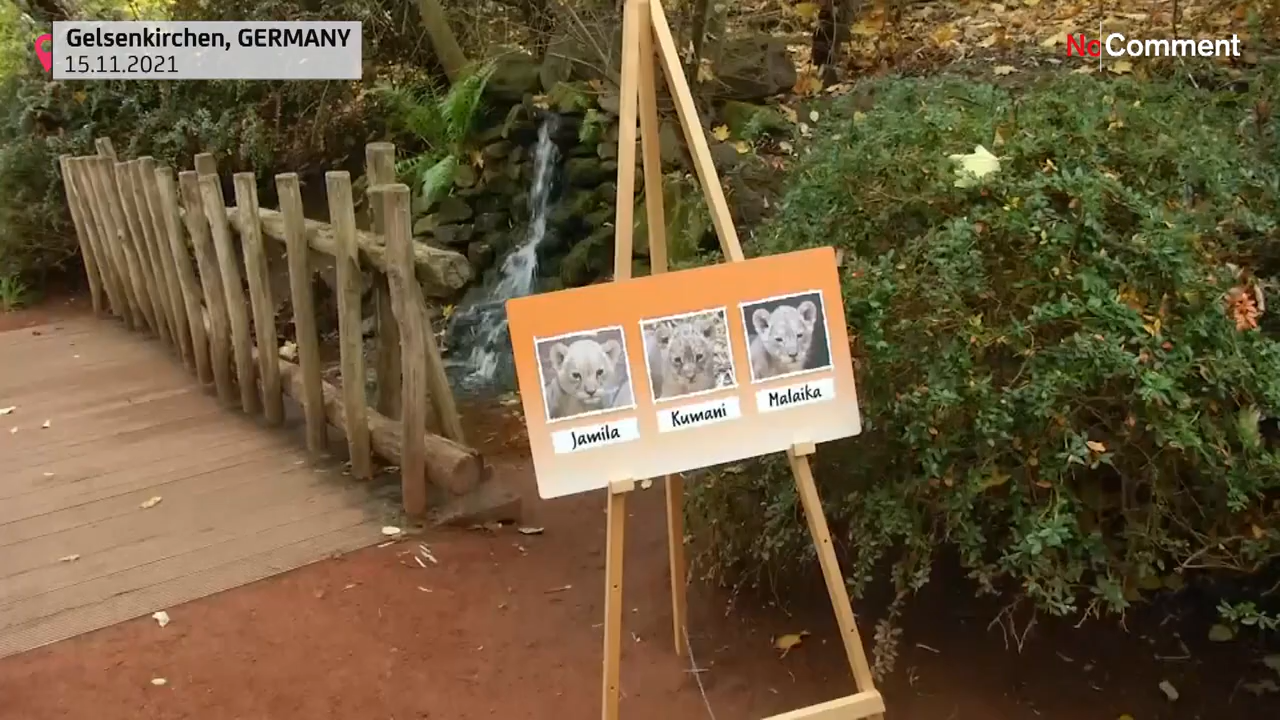 Gelsenkirchen, GERMANY
15.11.2021
NoComment
Jamila
Kumani
Malaika